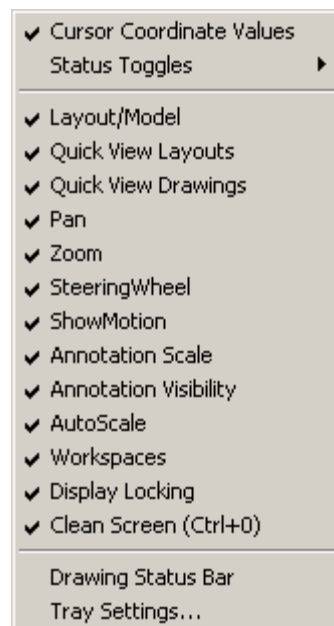 Cursor Coordinate Values
Status Toggles
Layout/Model
Quick View Layouts
Quick View Drawings
Pan
Zoom
SteeringWheel
ShowMotion
Annotation Scale
Annotation Visibility
AutoScale
Workspaces
Display Locking
Clean Screen (Ctrl+0)
Drawing Status Bar
Tray Settings...